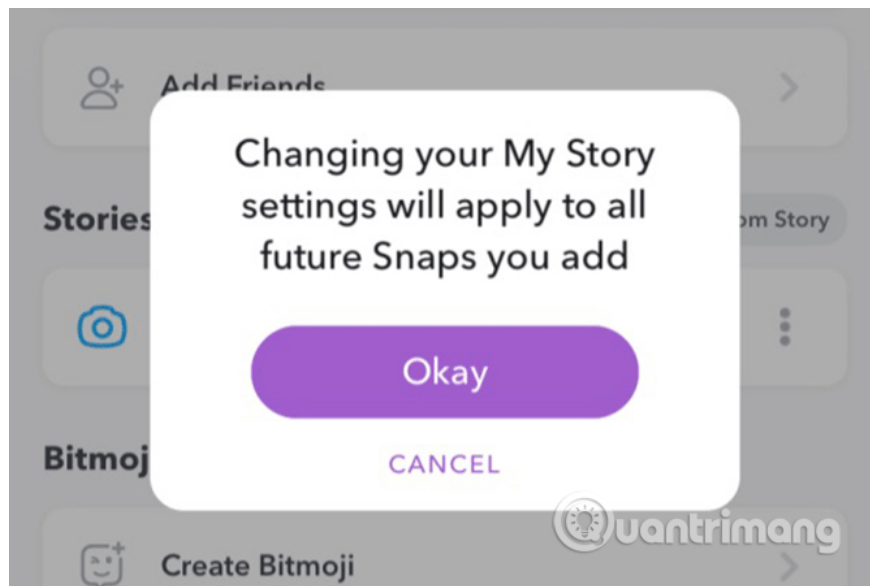 Add Friends
Changing your My Story
settings will apply to all
future Snaps you add
Stories
om Story
Okay
CANCEL
Bitmoj
Create Bitmoji
Quantrimang